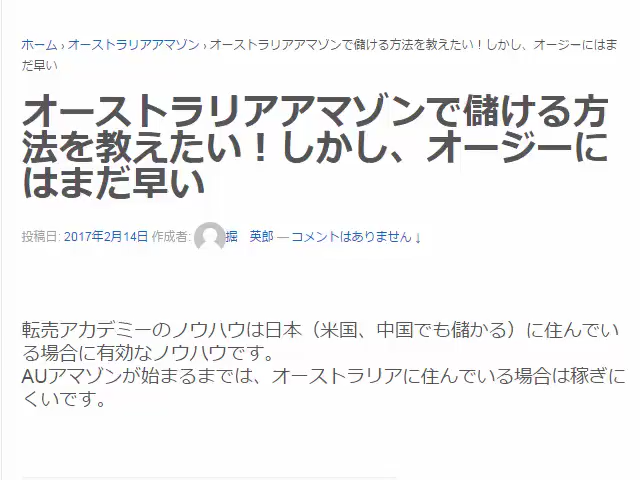 ホーム › オーストラリアアマゾン › オーストラリアアマゾンで儲ける方法を教えたい！しかし、オージーにはま
だ早い
オーストラリアアマゾンで儲ける方
法を教えたい！しかし、オージーに
はまだ早い
投稿日: 2017年2月14日 作成者: 掘　英郎 — コメントはありません ↓
転売アカデミーのノウハウは日本（米国、中国でも儲かる）に住んでい
る場合に有効なノウハウです。
AUアマゾンが始まるまでは、オーストラリアに住んでいる場合は稼ぎに
くいです。